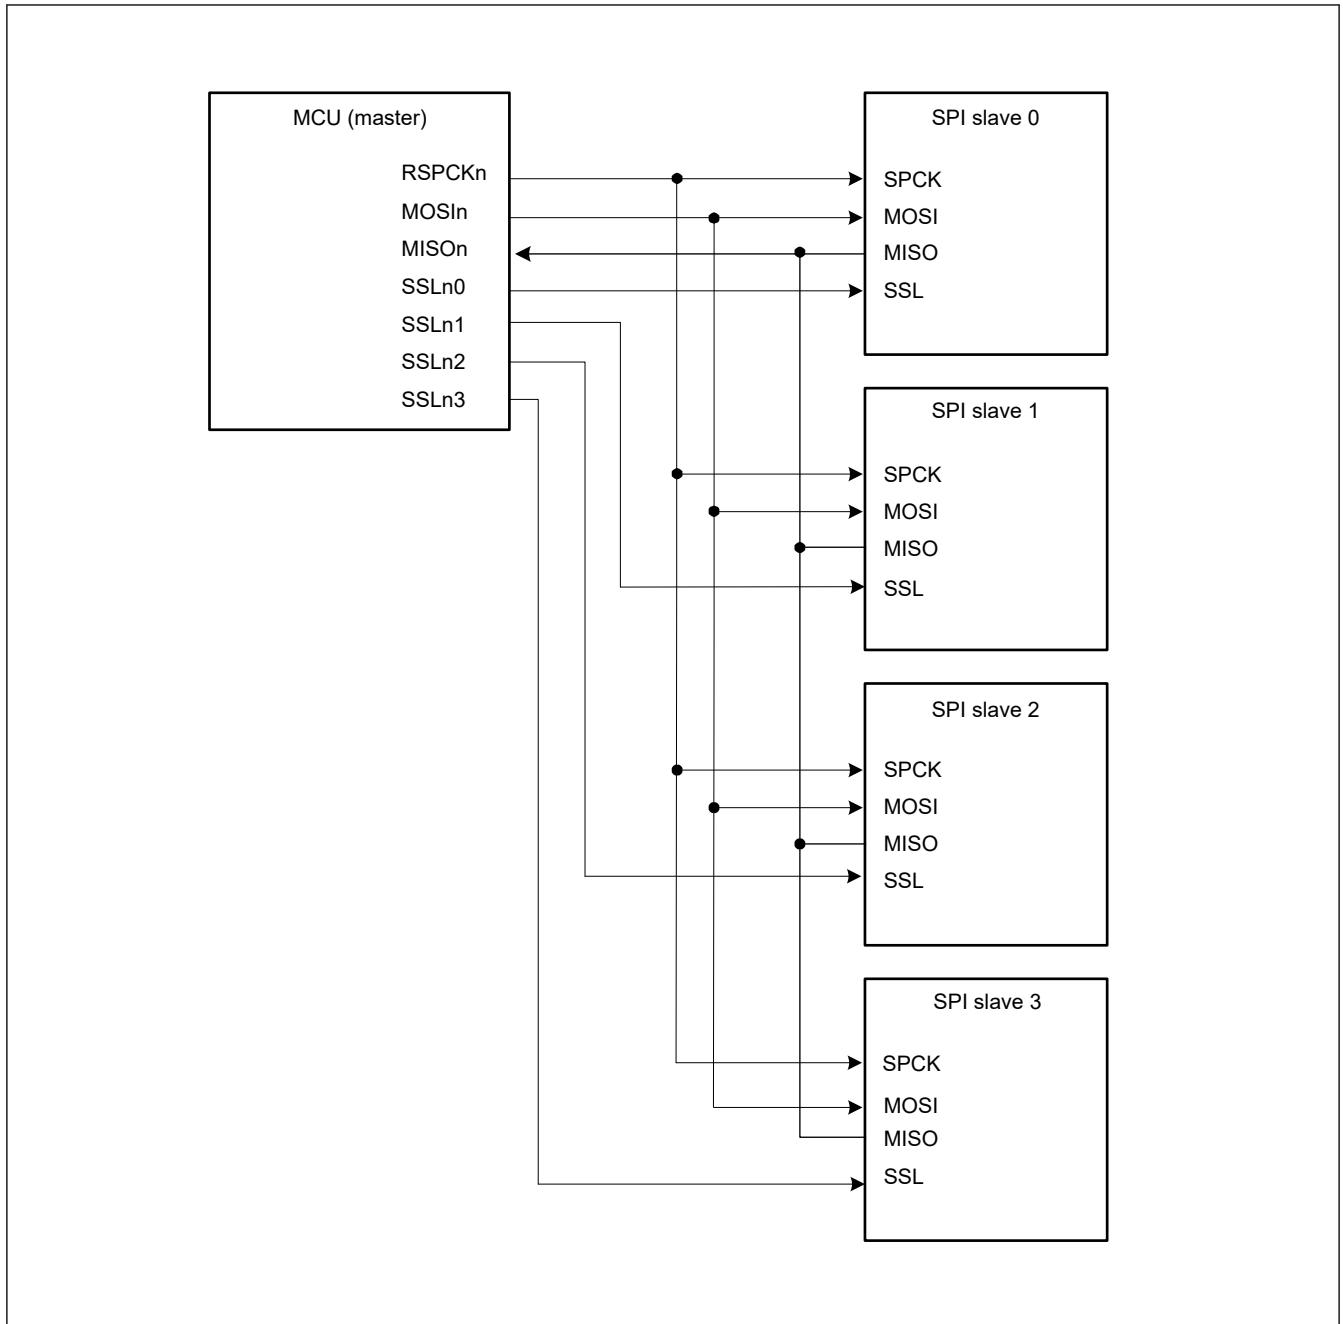 MCU (master)
RSPCKn
MOSIn
MISOn
SSLn0
SSLn1
SSLn2
SSLn3
SPI slave 0
SPCK
MOSI
MISO
SSL
SPI slave 1
SPCK
MOSI
MISO
SSL
SPI slave 2
SPCK
MOSI
MISO
SSL
SPI slave 3
SPCK
MOSI
MISO
SSL